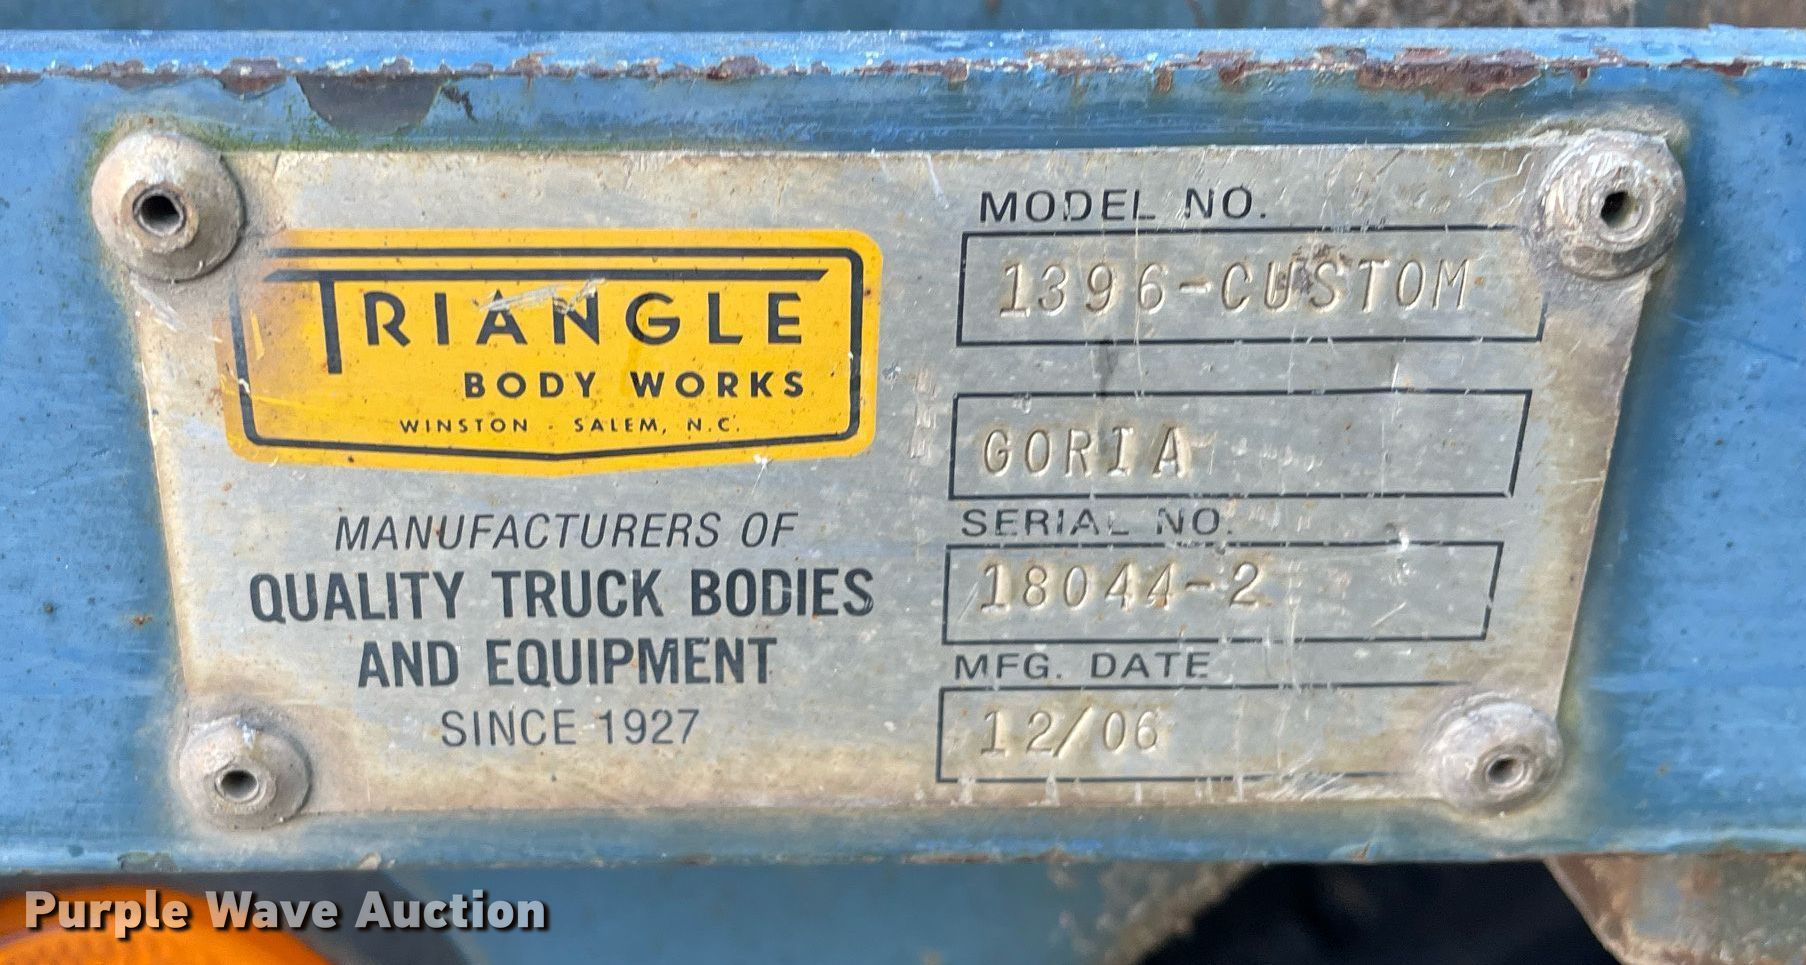 TRIANGLE
BODY WORKS
WINSTON - SALEM, N.C.
MANUFACTURERS OF
QUALITY TRUCK BODIES
AND EQUIPMENT
SINCE 1927
MODEL NO.
1396-CUSTOM
GORIA
SERIAL NO.
18044-2
MFG. DATE
12/06
Purple Wave Auction